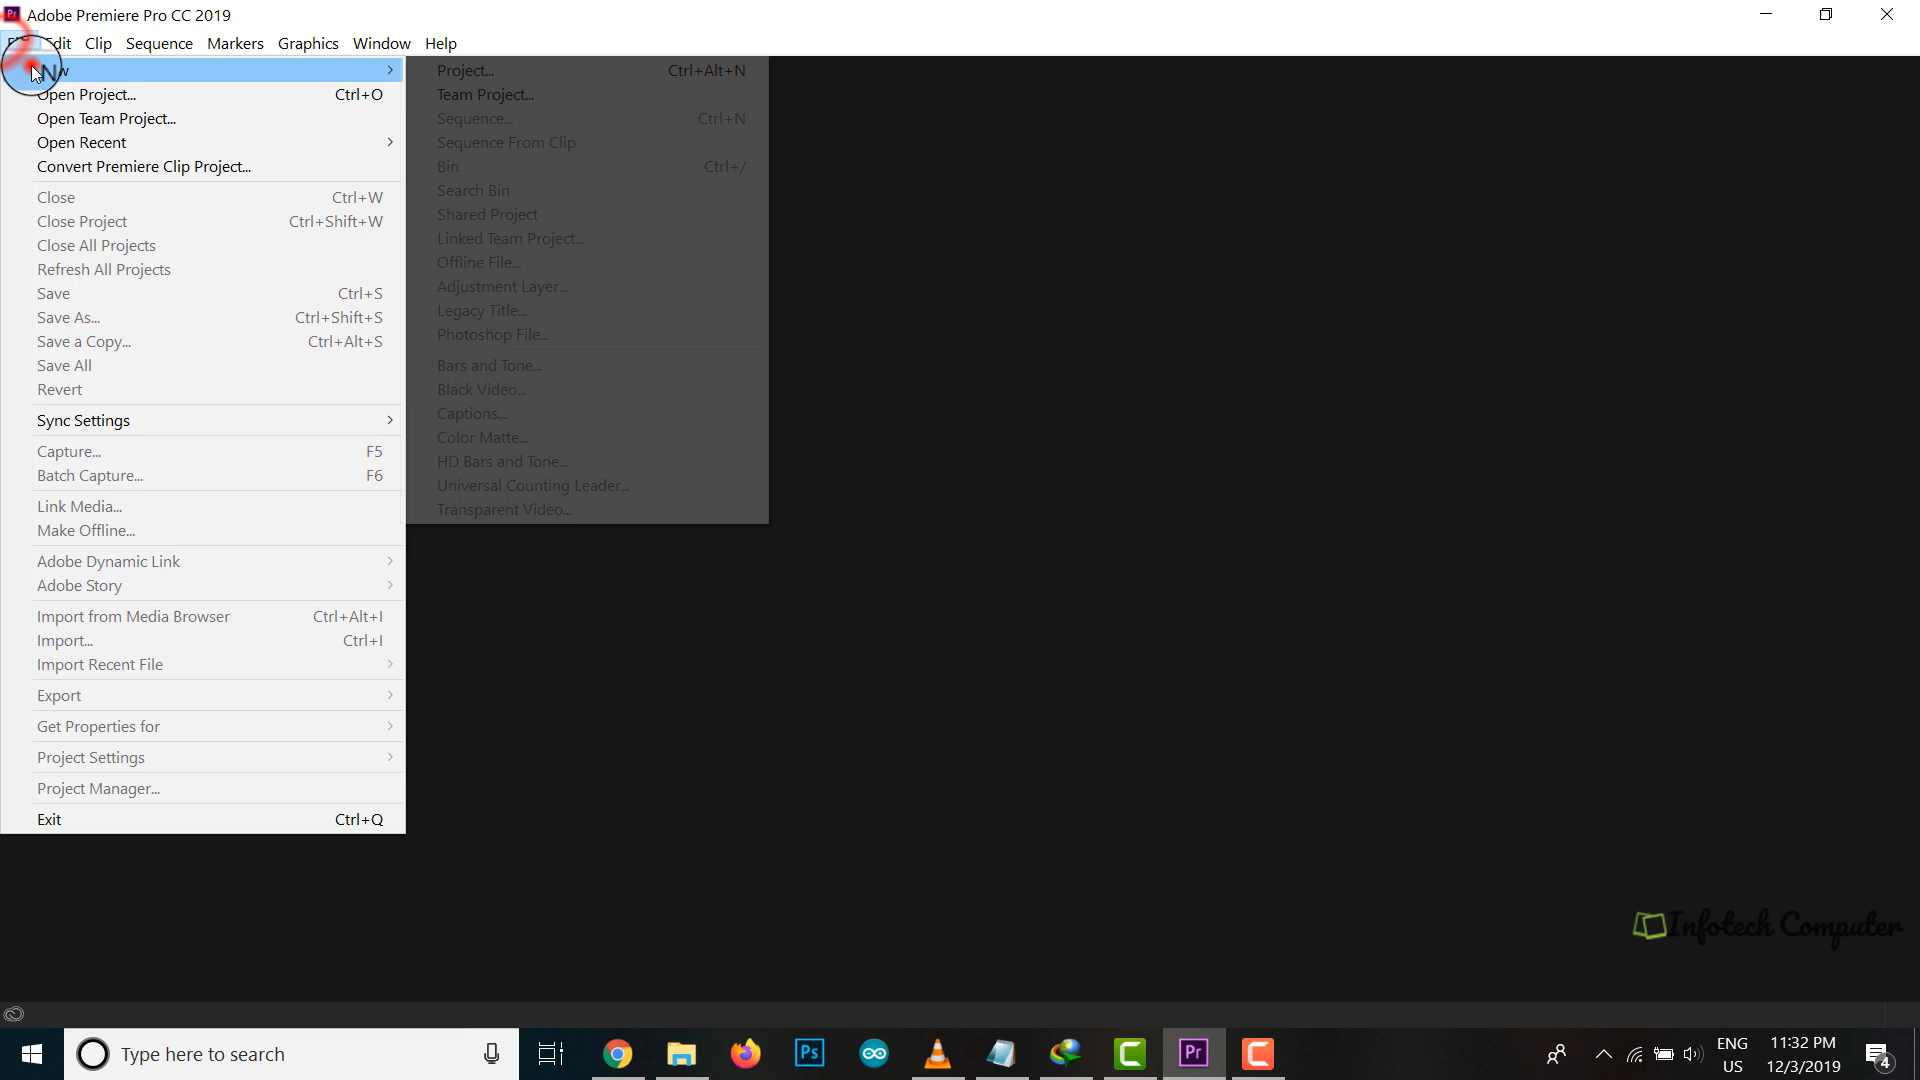 Adobe Premiere Pro CC 2019
Edit Clip Sequence Markers Graphics Window Help
Open Project... Ctrl+O
Open Team Project...
Open Recent
Convert Premiere Clip Project...
Close Ctrl+W
Close Project Ctrl+Shift+W
Close All Projects
Refresh All Projects
Save Ctrl+S
Save As... Ctrl+Shift+S
Save a Copy... Ctrl+Alt+S
Save All
Revert
Sync Settings
Capture... F5
Batch Capture... F6
Link Media...
Make Offline...
Adobe Dynamic Link
Adobe Story
Import from Media Browser Ctrl+Alt+I
Import... Ctrl+I
Import Recent File
Export
Get Properties for
Project Settings
Project Manager...
Exit Ctrl+Q
Project... Ctrl+Alt+N
Team Project...
Sequence... Ctrl+N
Sequence From Clip
Bin Ctrl+/
Search Bin
Shared Project
Linked Team Project...
Offline File...
Adjustment Layer...
Legacy Title...
Photoshop File...
Bars and Tone...
Black Video...
Captions...
Color Matte...
HD Bars and Tone...
Universal Counting Leader...
Transparent Video...
Infotech Computer
Type here to search
Ps
Pr
ENG
US
11:32 PM
12/3/2019
4